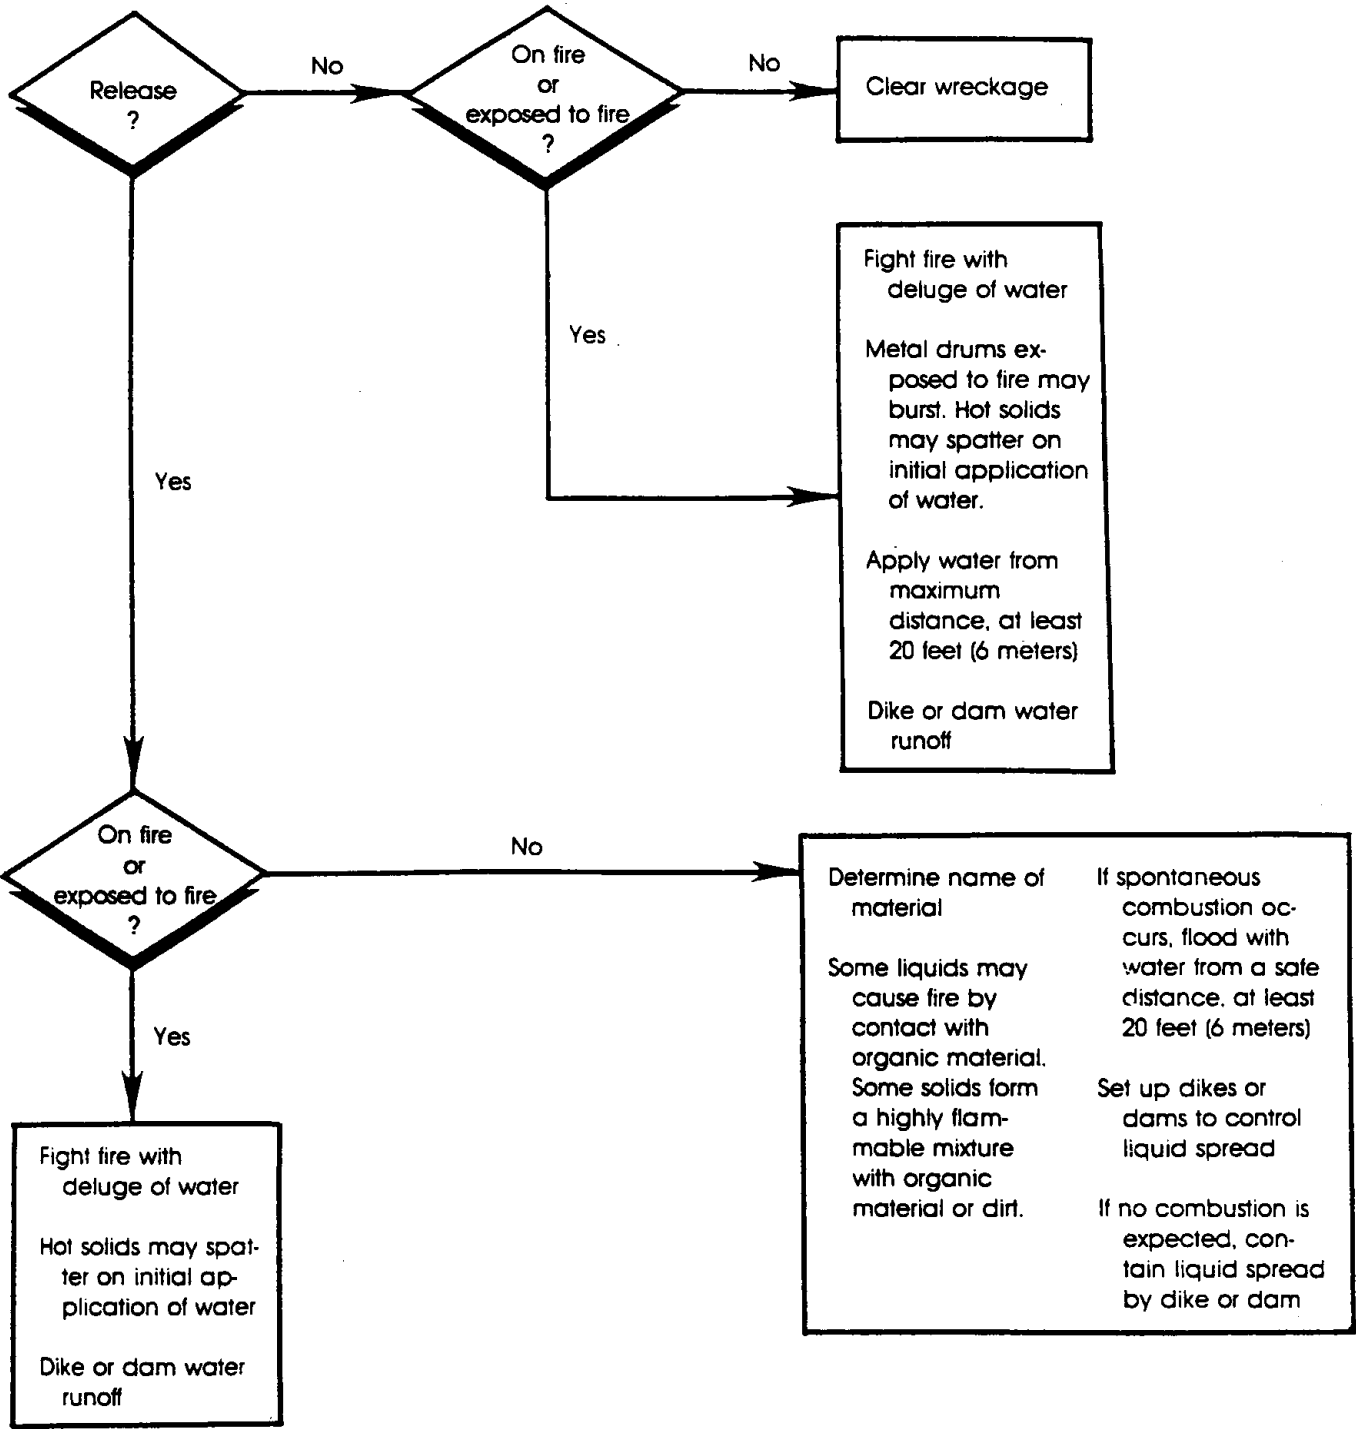 Release
?
No
On fire
or
exposed to fire
?
No
Clear wreckage
Yes
Fight fire with
deluge of water
Metal drums ex-
posed to fire may
burst. Hot solids
may spatter on
initial application
of water.
Apply water from
maximum
distance, at least
20 feet (6 meters)
Dike or dam water
runoff
Yes
On fire
or
exposed to fire
?
No
Determine name of
material
Some liquids may
cause fire by
contact with
organic material.
Some solids form
a highly flam-
mable mixture
with organic
material or dirt.
If spontaneous
combustion oc-
curs, flood with
water from a safe
distance, at least
20 feet (6 meters)
Set up dikes or
dams to control
liquid spread
If no combustion is
expected, con-
tain liquid spread
by dike or dam
Yes
Fight fire with
deluge of water
Hot solids may spat-
ter on initial ap-
plication of water
Dike or dam water
runoff